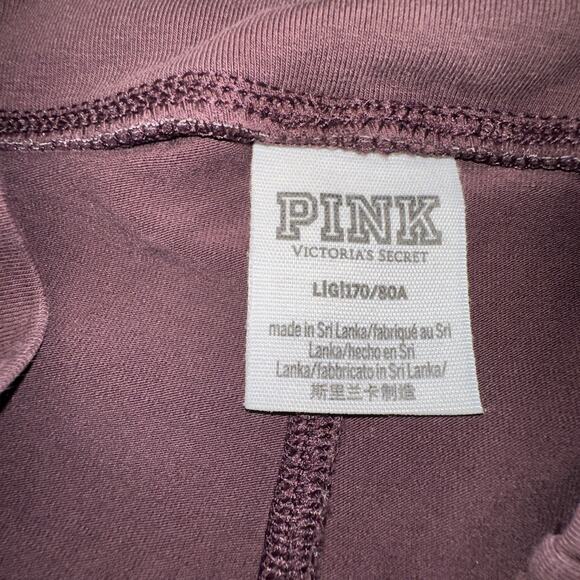 PINK
VICTORIA'S SECRET
L|G|170/80A
made in Sri Lanka/fabriqué au Sri
Lanka/hecho en Sri
Lanka/fabbricato in Sri Lanka/
斯里兰卡制造